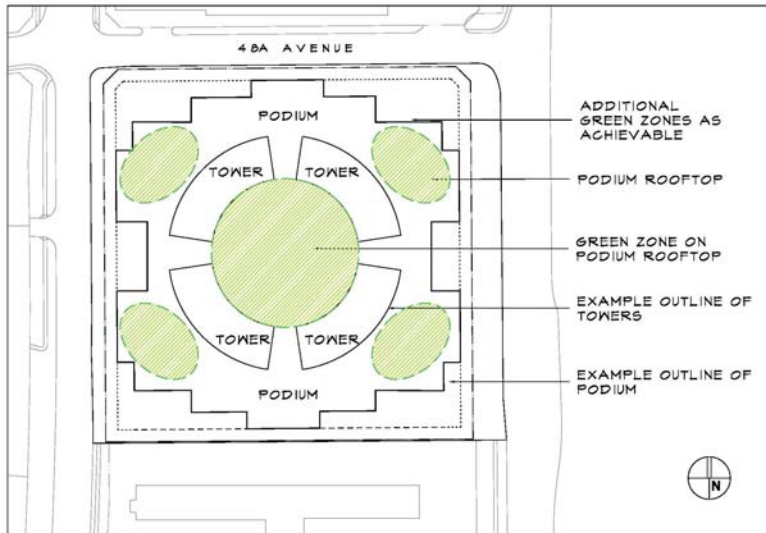 48A AVENUE
PODIUM
ADDITIONAL
GREEN ZONES AS
ACHIEVABLE
TOWER
TOWER
PODIUM ROOFTOP
GREEN ZONE ON
PODIUM ROOFTOP
EXAMPLE OUTLINE OF
TOWERS
TOWER
TOWER
EXAMPLE OUTLINE OF
PODIUM
PODIUM
N